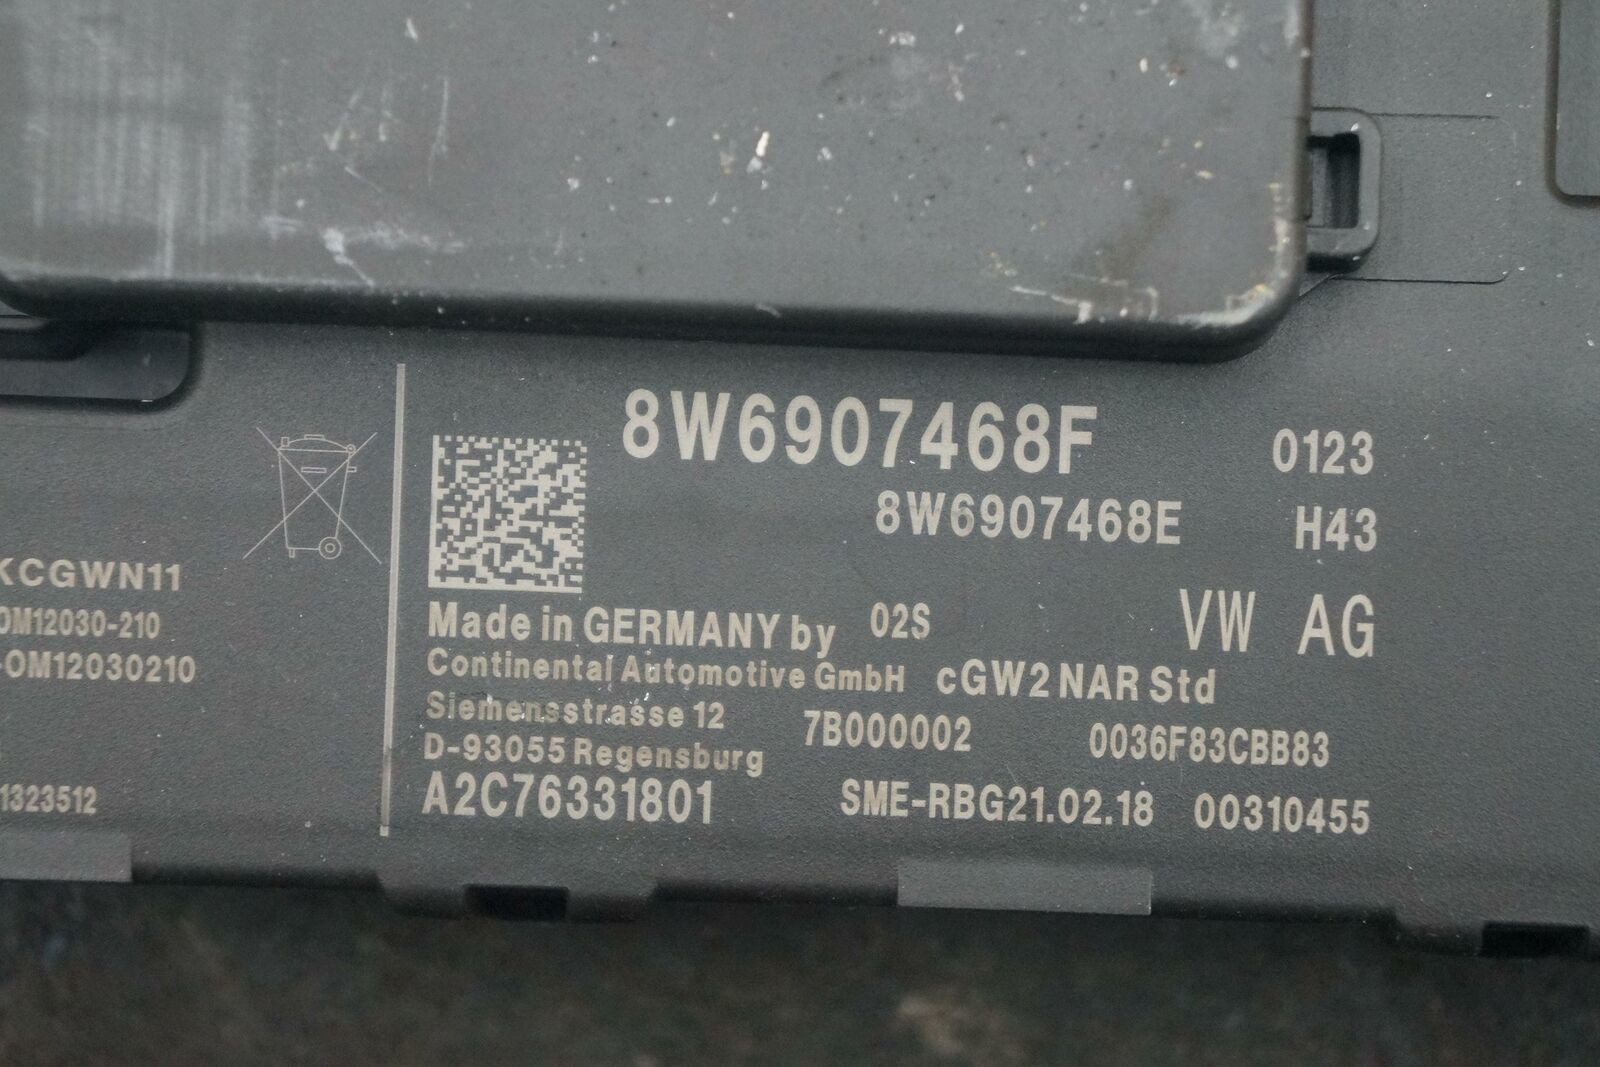 8W6907468F 0123
8W6907468E H43
VW AG
Made in GERMANY by 02S
Continental Automotive GmbH cGW2 NAR Std
Siemensstrasse 12 7B000002 0036F83CBB83
D-93055 Regensburg
A2C76331801 SME-RBG21.02.18 00310455
KCGWN11
OM12030-210
-OM12030210
1323512